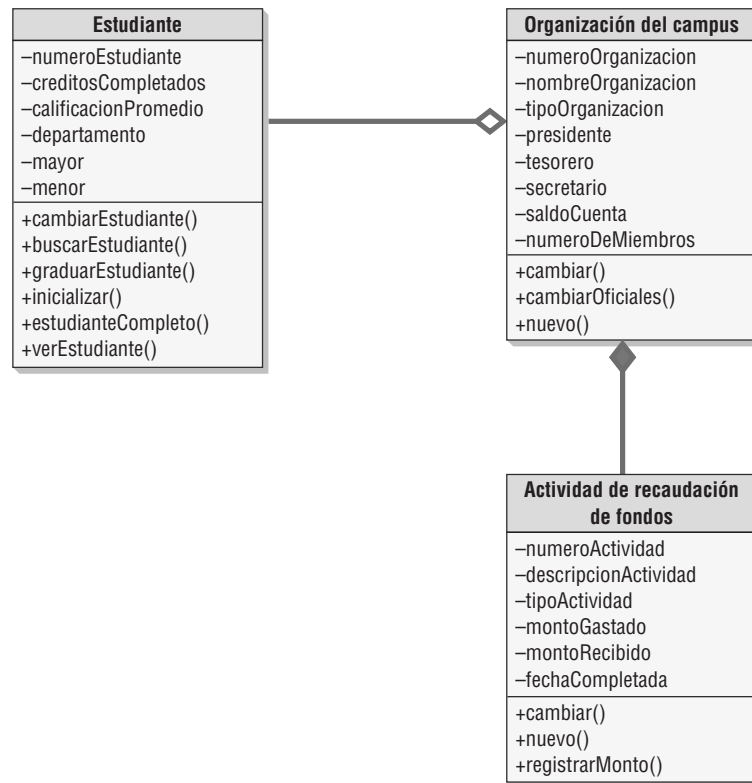 Estudiante
–numeroEstudiante
–creditosCompletados
–calificacionPromedio
–departamento
–mayor
–menor
+cambiarEstudiante()
+buscarEstudiante()
+graduarEstudiante()
+inicializar()
+estudianteCompleto()
+verEstudiante()
Organización del campus
–numeroOrganizacion
–nombreOrganizacion
–tipoOrganizacion
–presidente
–tesorero
–secretario
–saldoCuenta
–numeroDeMiembros
+cambiar()
+cambiarOficiales()
+nuevo()
Actividad de recaudación
de fondos
–numeroActividad
–descripcionActividad
–tipoActividad
–montoGastado
–montoRecibido
–fechaCompletada
+cambiar()
+nuevo()
+registrarMonto()